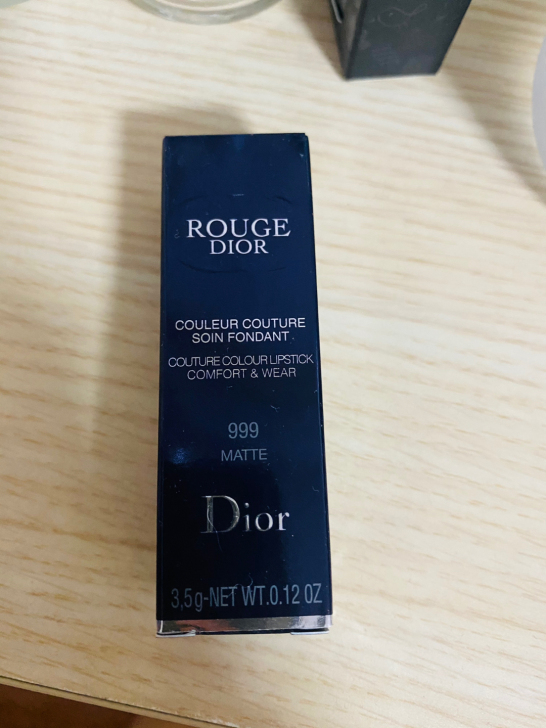 ROUGE
DIOR
COULEUR COUTURE
SOIN FONDANT
COUTURE COLOUR LIPSTICK
COMFORT & WEAR
999
MATTE
Dior
3,5g-NET WT.0.12 OZ